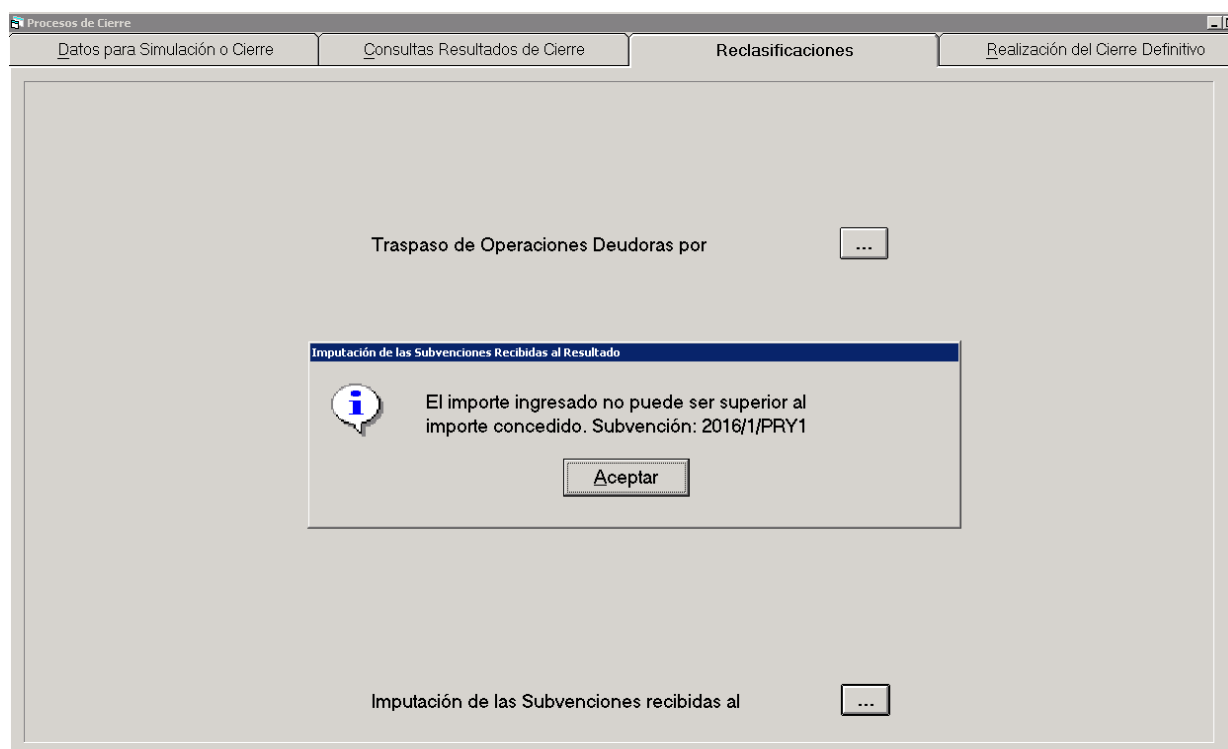 Procesos de Cierre
Datos para Simulación o Cierre
Consultas Resultados de Cierre
Reclasificaciones
Realización del Cierre Definitivo
Traspaso de Operaciones Deudoras por
...
Imputación de las Subvenciones Recibidas al Resultado
El importe ingresado no puede ser superior al
importe concedido. Subvención: 2016/1/PRY1
Aceptar
Imputación de las Subvenciones recibidas al
...